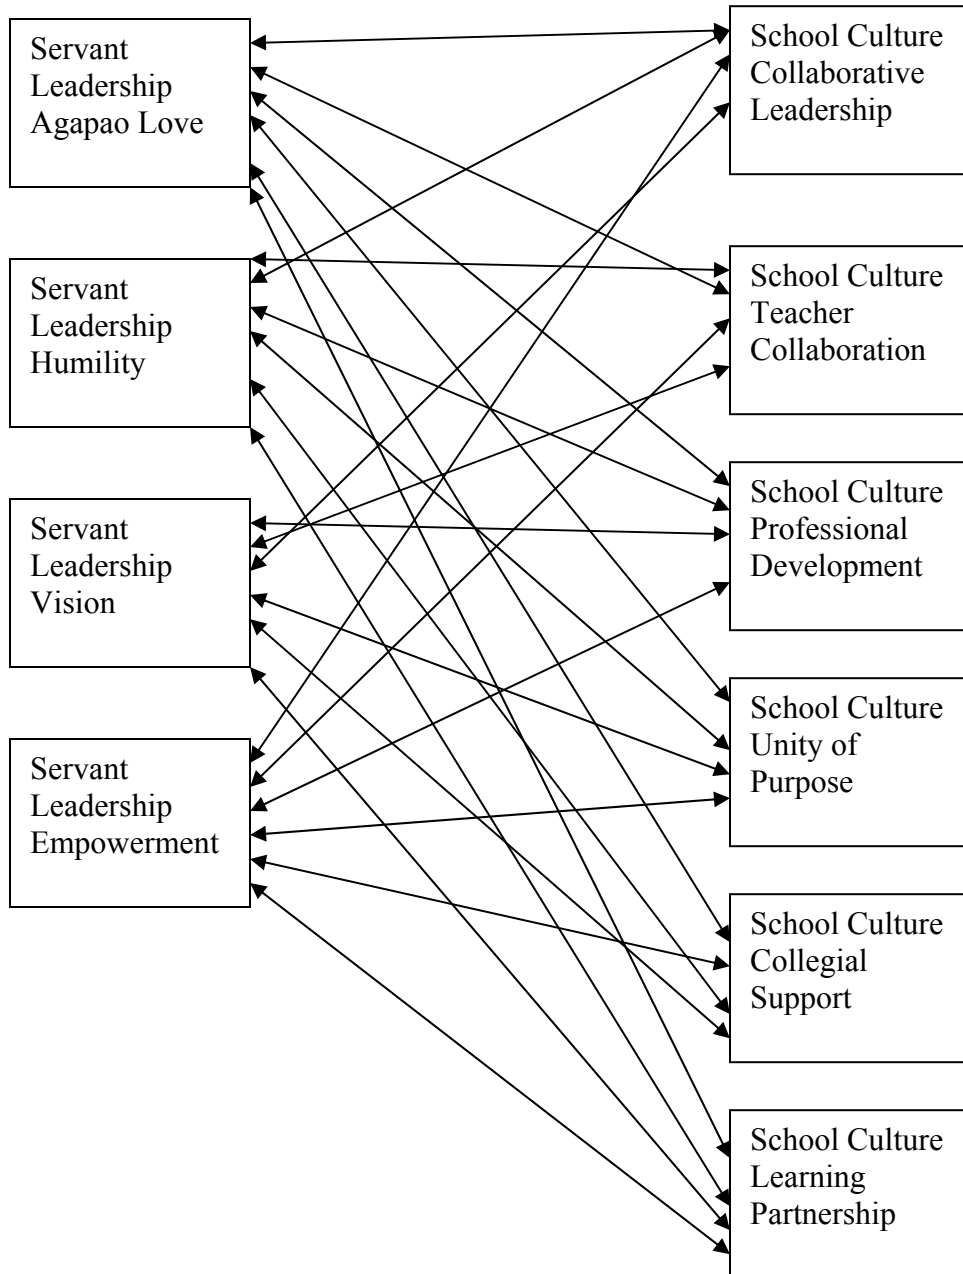 Servant
Leadership
Agapao Love
Servant
Leadership
Humility
Servant
Leadership
Vision
Servant
Leadership
Empowerment
School Culture
Collaborative
Leadership
School Culture
Teacher
Collaboration
School Culture
Professional
Development
School Culture
Unity of
Purpose
School Culture
Collegial
Support
School Culture
Learning
Partnership